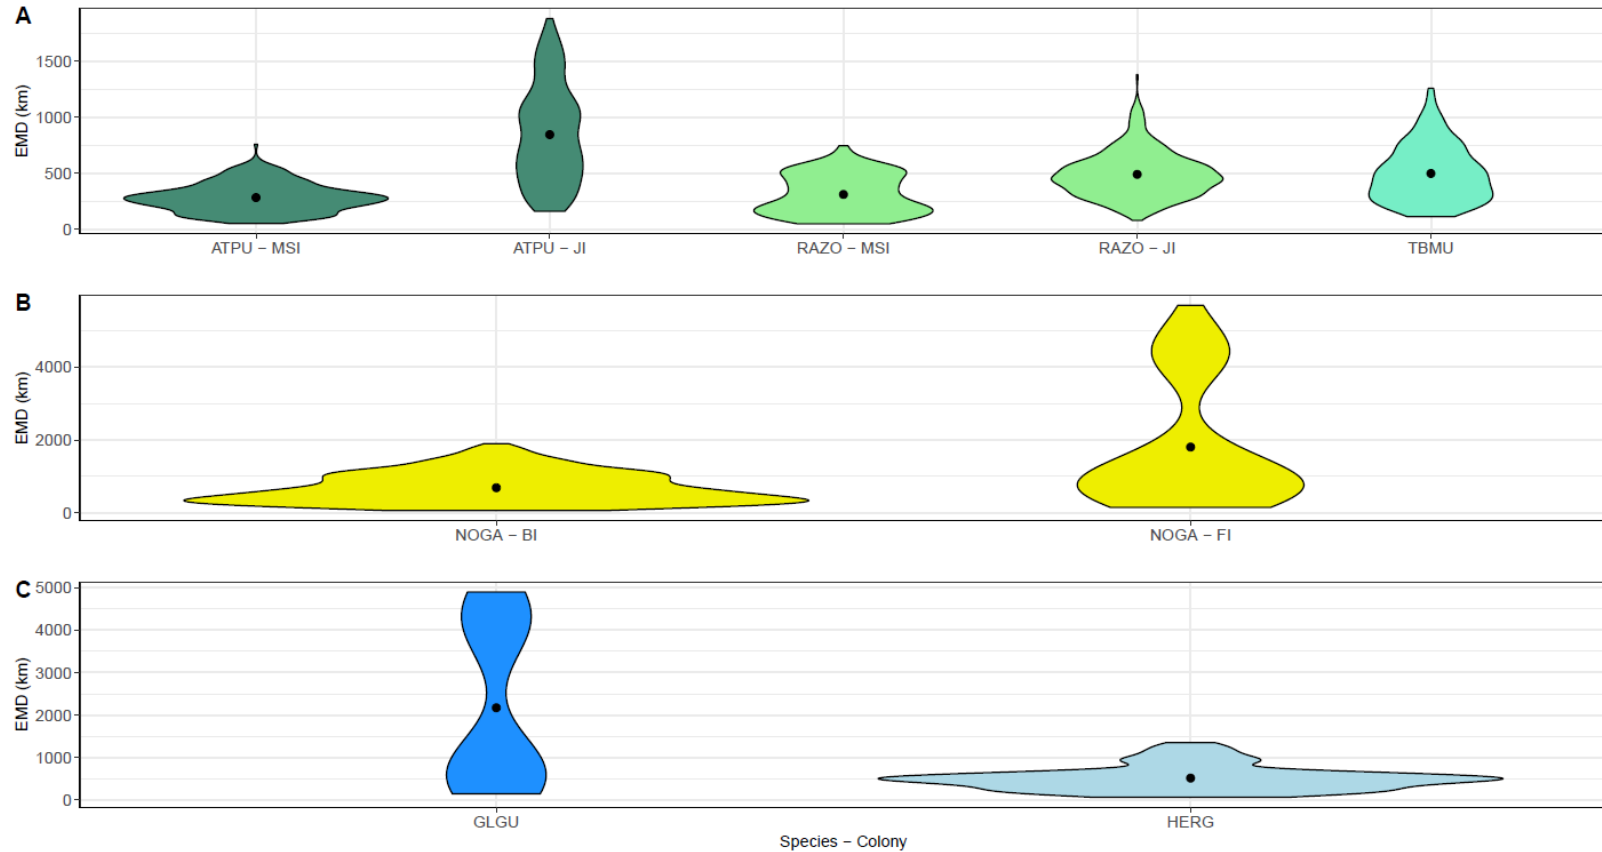 A
EMD (km)
1500
1000
500
0
ATPU − MSI
ATPU − JI
RAZO − MSI
RAZO − JI
TBMU
B
EMD (km)
4000
2000
0
NOGA − BI
NOGA − FI
C
EMD (km)
5000
4000
3000
2000
1000
0
GLGU
HERG
Species − Colony